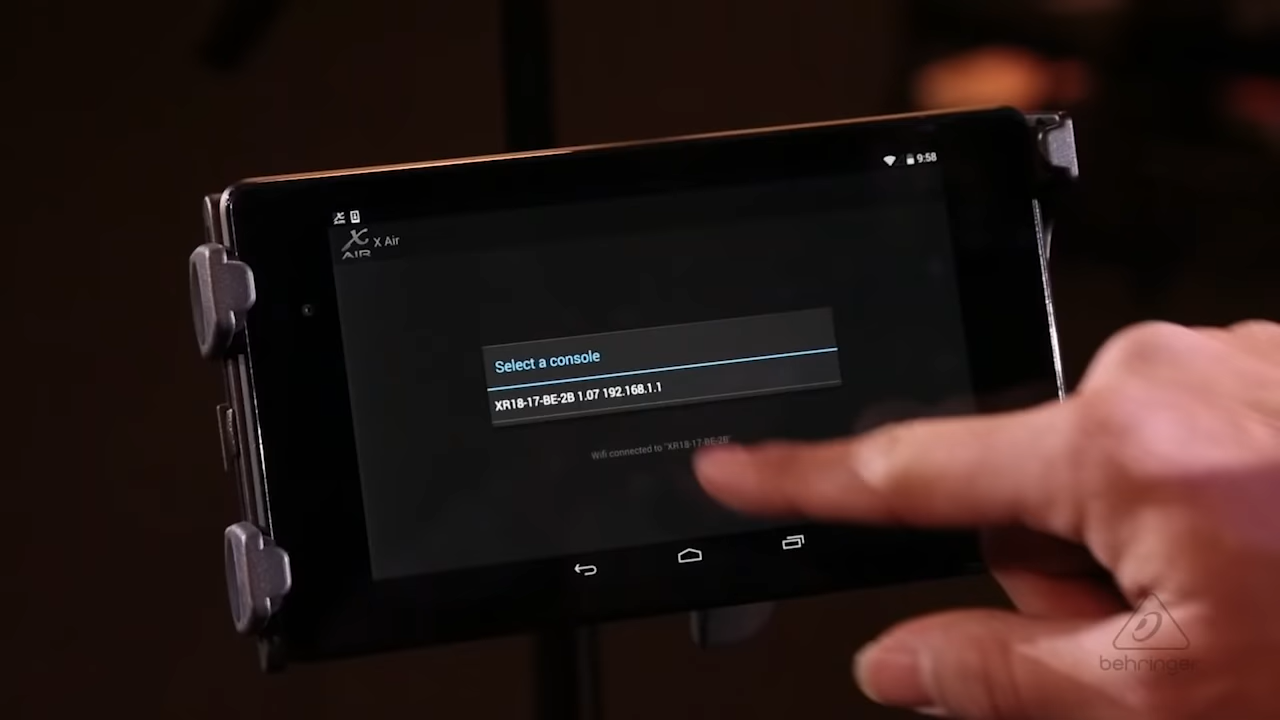 9:58
X AIR X Air
Select a console
XR18-17-BE-2B 1.07 192.168.1.1
Wifi connected to "XR18-17-BE-2B"
behringer